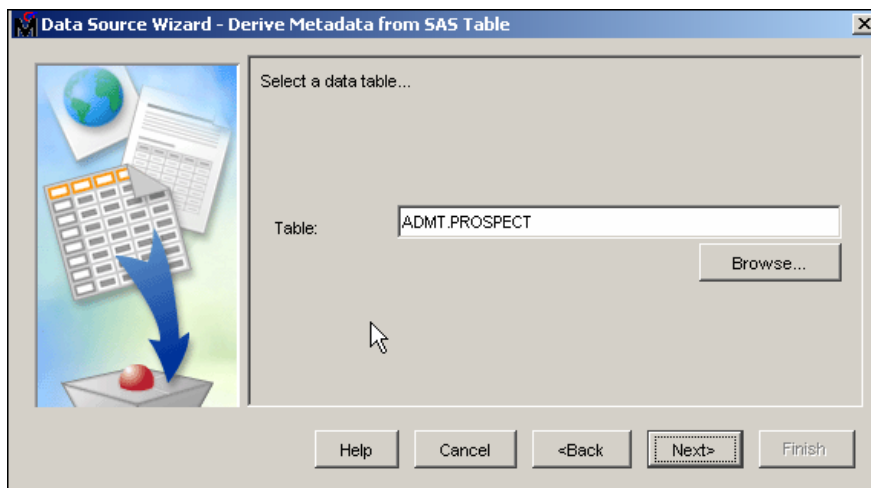 Data Source Wizard - Derive Metadata from SAS Table
Select a data table...
Table: ADMT.PROSPECT
Browse...
Help Cancel <Back Next> Finish